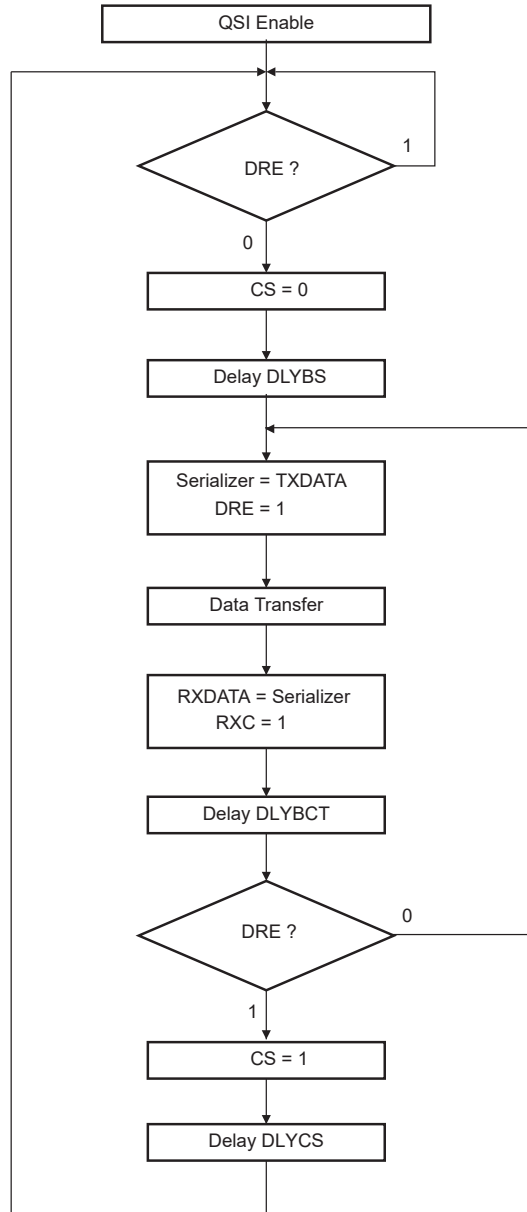 QSI Enable
1
DRE ?
0
CS = 0
Delay DLYBS
Serializer = TXDATA
DRE = 1
Data Transfer
RXDATA = Serializer
RXC = 1
Delay DLYBCT
0
DRE ?
1
CS = 1
Delay DLYCS